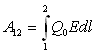 A₁₂ = ∫₁² Q₀Edl